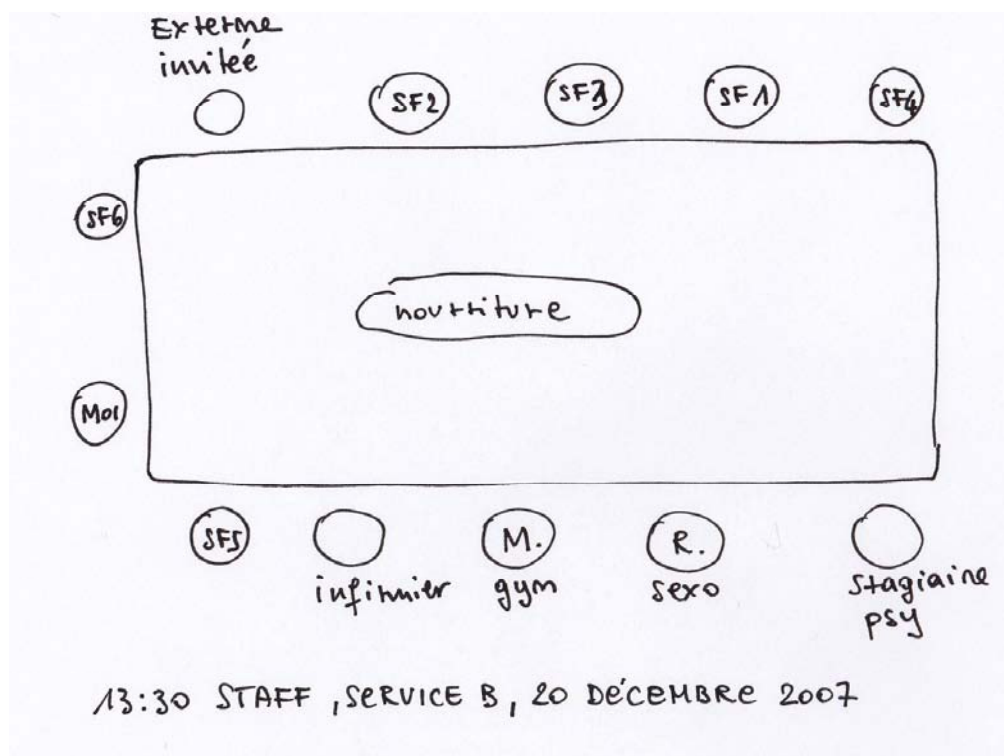 Externe
invitée
SF2 SF3 SF1 SF4
SF6
nourriture
MOI
SF5 M. R.
infirmier gym sexo stagiaire
psy
13:30 STAFF, SERVICE B, 20 DÉCEMBRE 2007